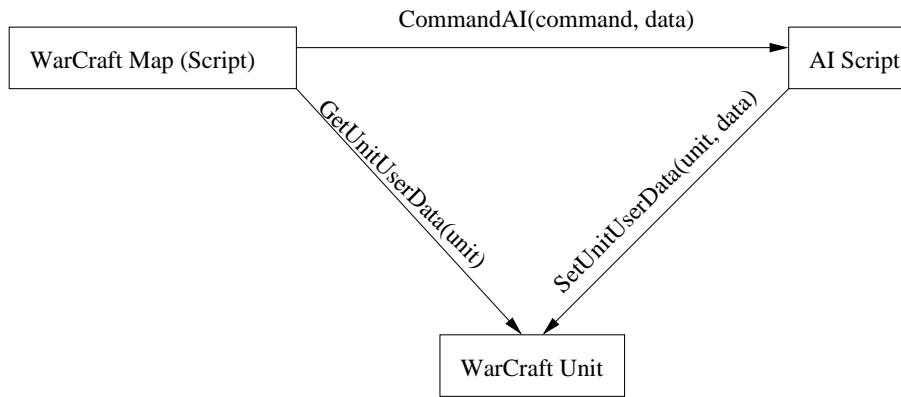 CommandAI(command, data)
WarCraft Map (Script)
AI Script
GetUnitUserData(unit)
SetUnitUserData(unit, data)
WarCraft Unit